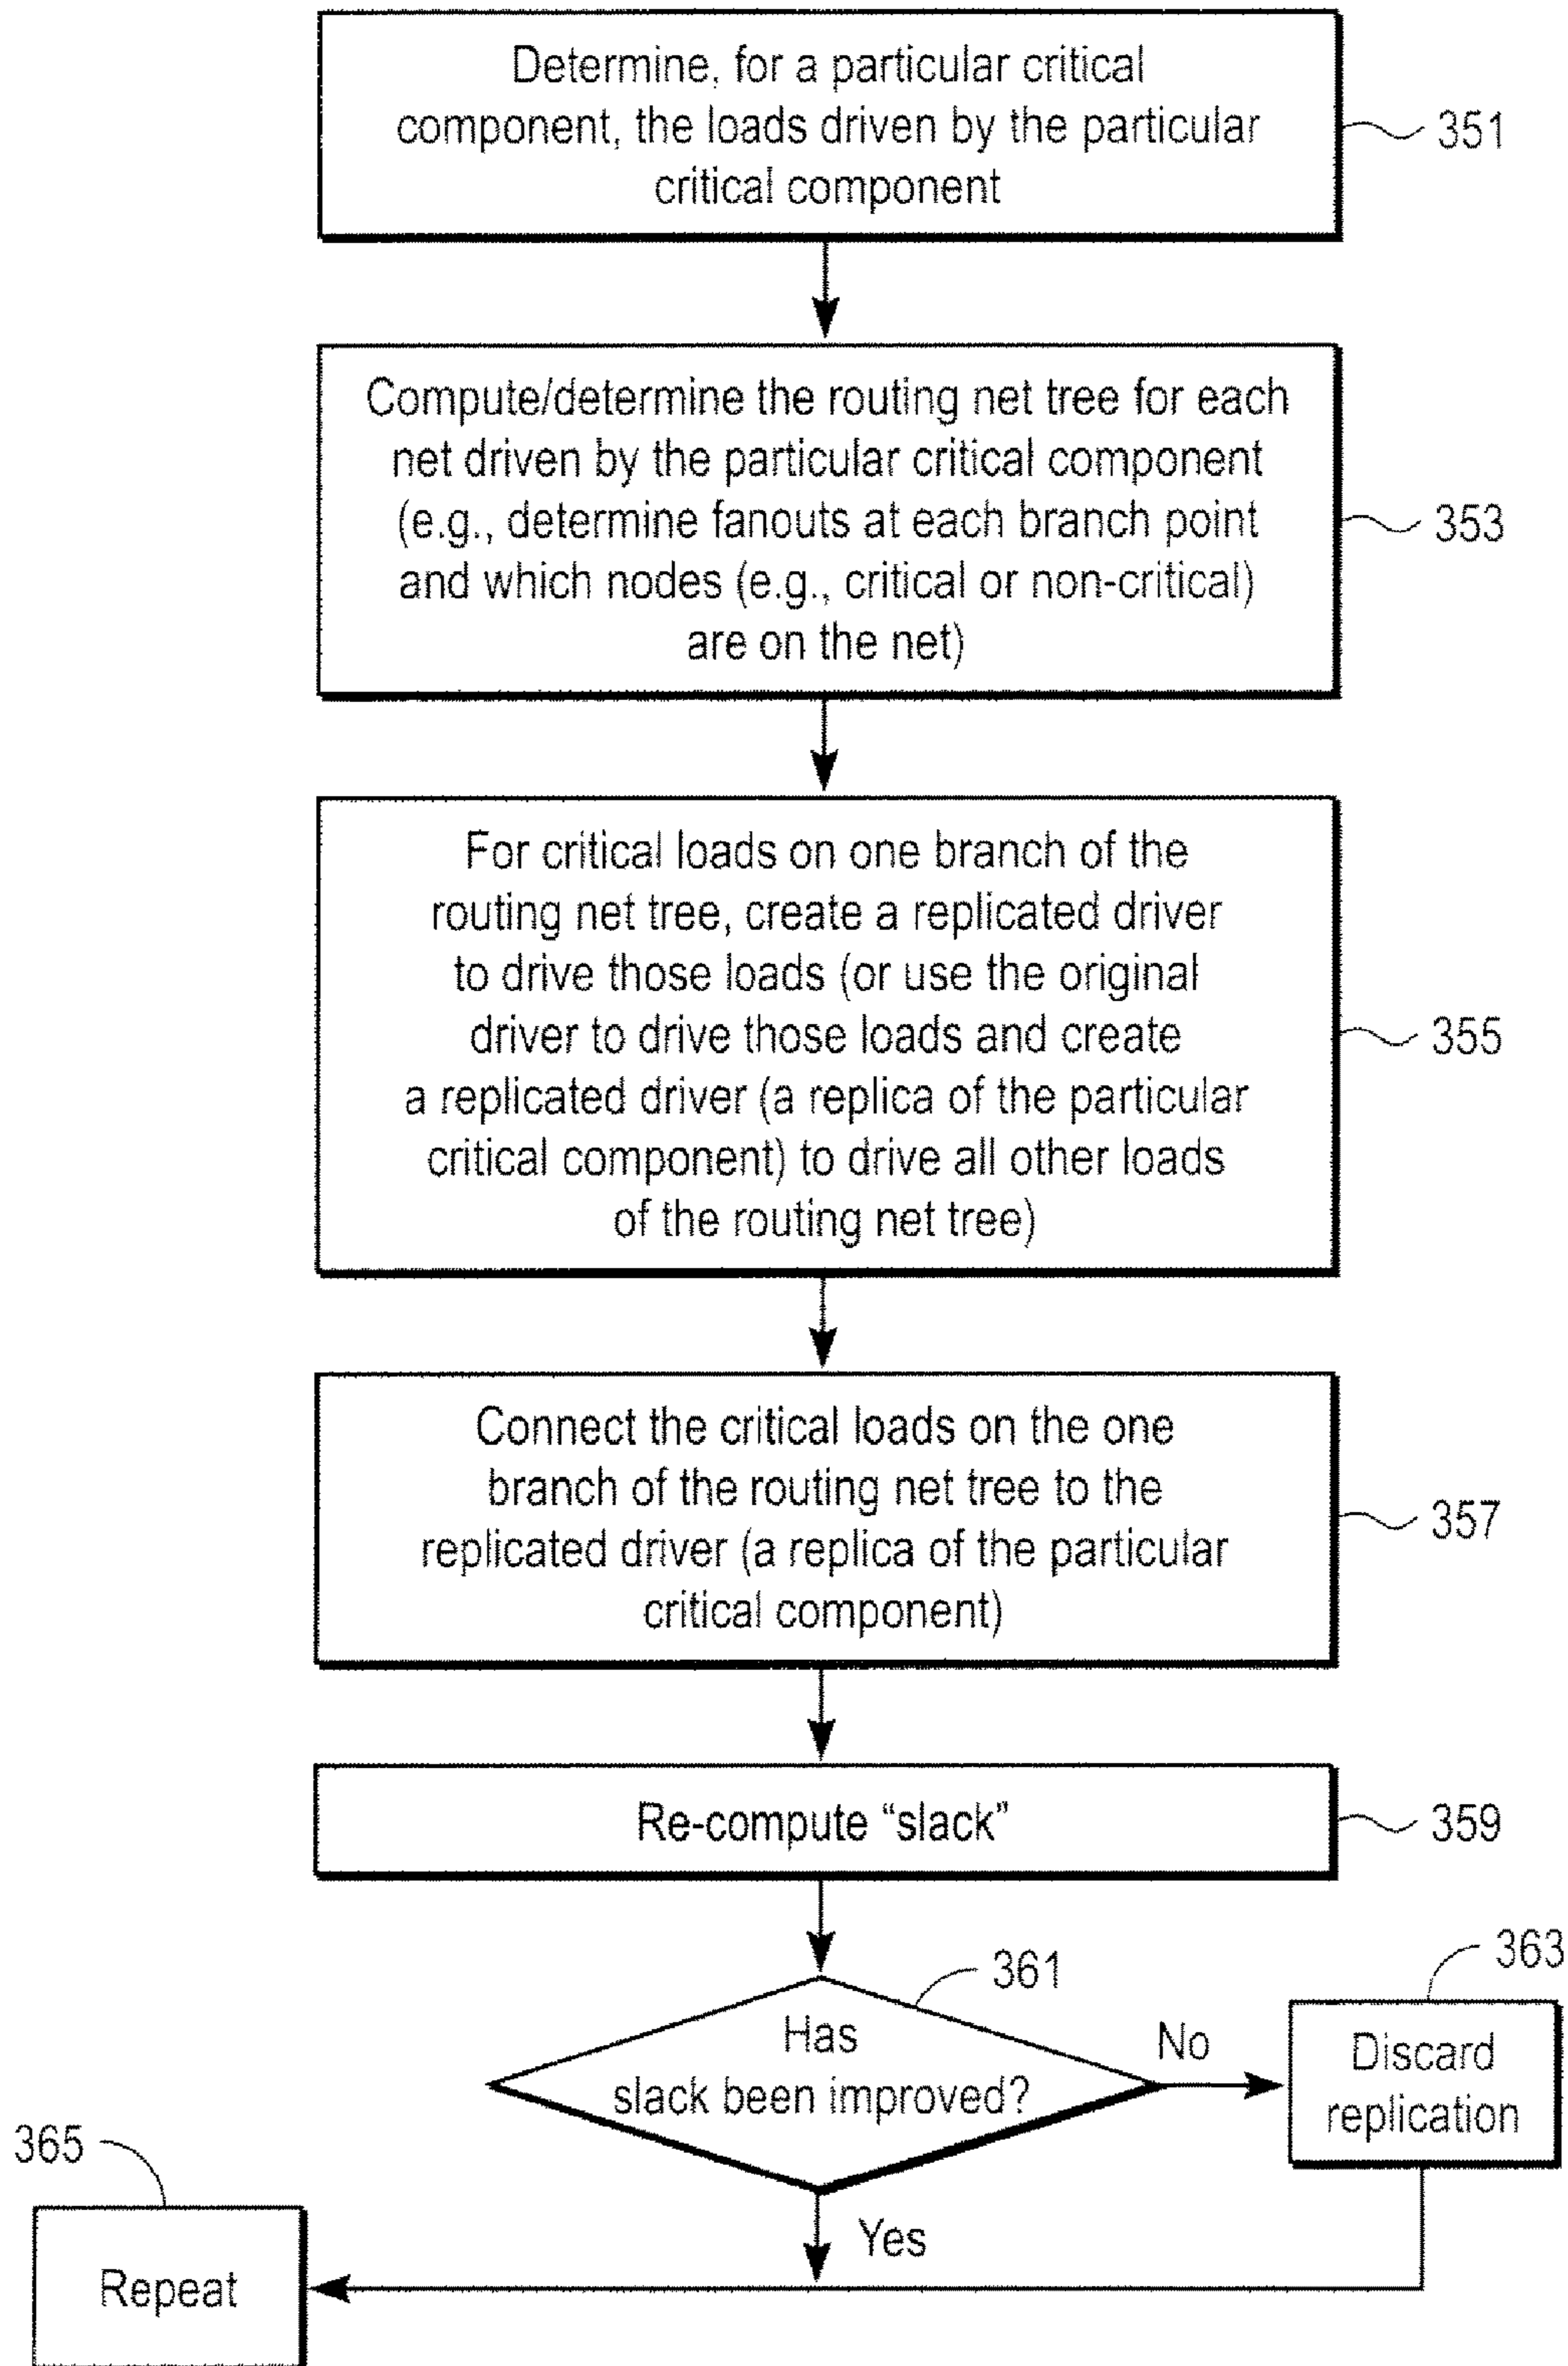 Determine, for a particular critical
component, the loads driven by the particular
critical component
351
Compute/determine the routing net tree for each
net driven by the particular critical component
(e.g., determine fanouts at each branch point
and which nodes (e.g., critical or non-critical)
are on the net)
353
For critical loads on one branch of the
routing net tree, create a replicated driver
to drive those loads (or use the original
driver to drive those loads and create
a replicated driver (a replica of the particular
critical component) to drive all other loads
of the routing net tree)
355
Connect the critical loads on the one
branch of the routing net tree to the
replicated driver (a replica of the particular
critical component)
357
Re-compute “slack”
359
361
Has
slack been improved?
No
363
Discard
replication
Yes
365
Repeat